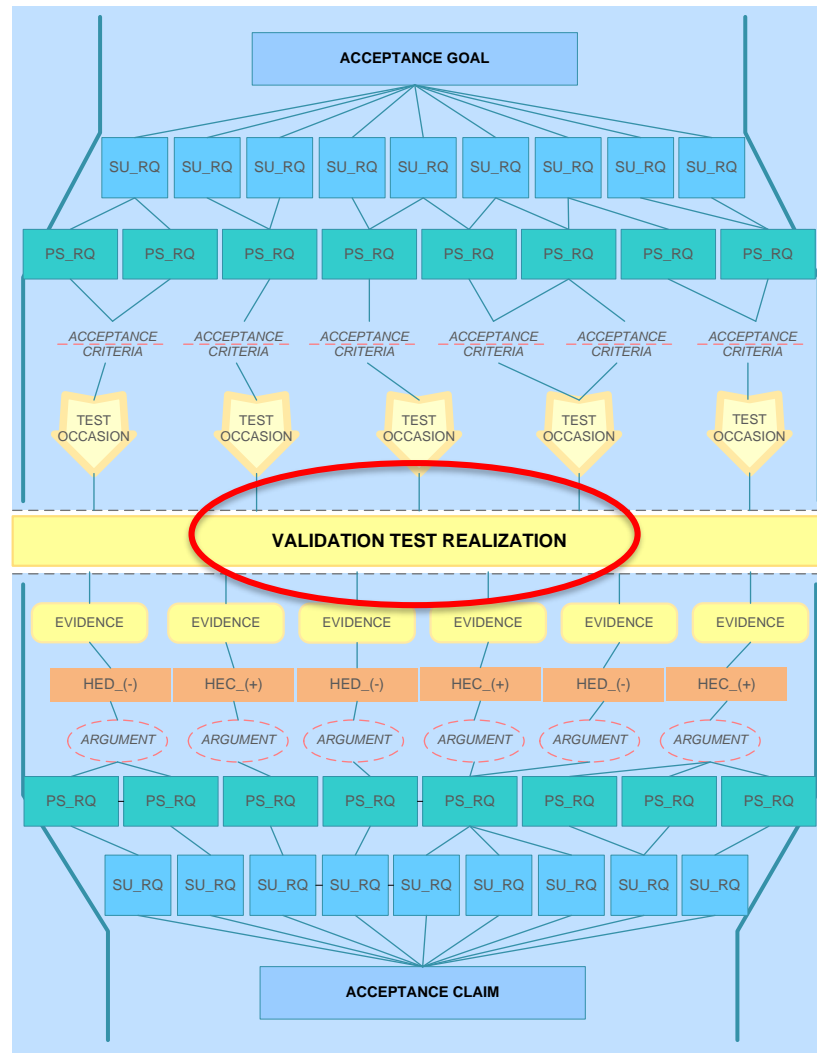 ACCEPTANCE GOAL
SU_RQ SU_RQ SU_RQ SU_RQ SU_RQ SU_RQ SU_RQ SU_RQ SU_RQ
PS_RQ PS_RQ PS_RQ PS_RQ PS_RQ PS_RQ PS_RQ PS_RQ
ACCEPTANCE ACCEPTANCE ACCEPTANCE ACCEPTANCE ACCEPTANCE ACCEPTANCE
CRITERIA CRITERIA CRITERIA CRITERIA CRITERIA CRITERIA
TEST TEST TEST TEST TEST
OCCASION OCCASION OCCASION OCCASION OCCASION
VALIDATION TEST REALIZATION
EVIDENCE EVIDENCE EVIDENCE EVIDENCE EVIDENCE EVIDENCE
HED_(-) HEC_(+) HED_(-) HEC_(+) HED_(-) HEC_(+)
ARGUMENT ARGUMENT ARGUMENT ARGUMENT ARGUMENT ARGUMENT
PS_RQ PS_RQ PS_RQ PS_RQ PS_RQ PS_RQ PS_RQ PS_RQ
SU_RQ SU_RQ SU_RQ SU_RQ SU_RQ SU_RQ SU_RQ SU_RQ SU_RQ
ACCEPTANCE CLAIM